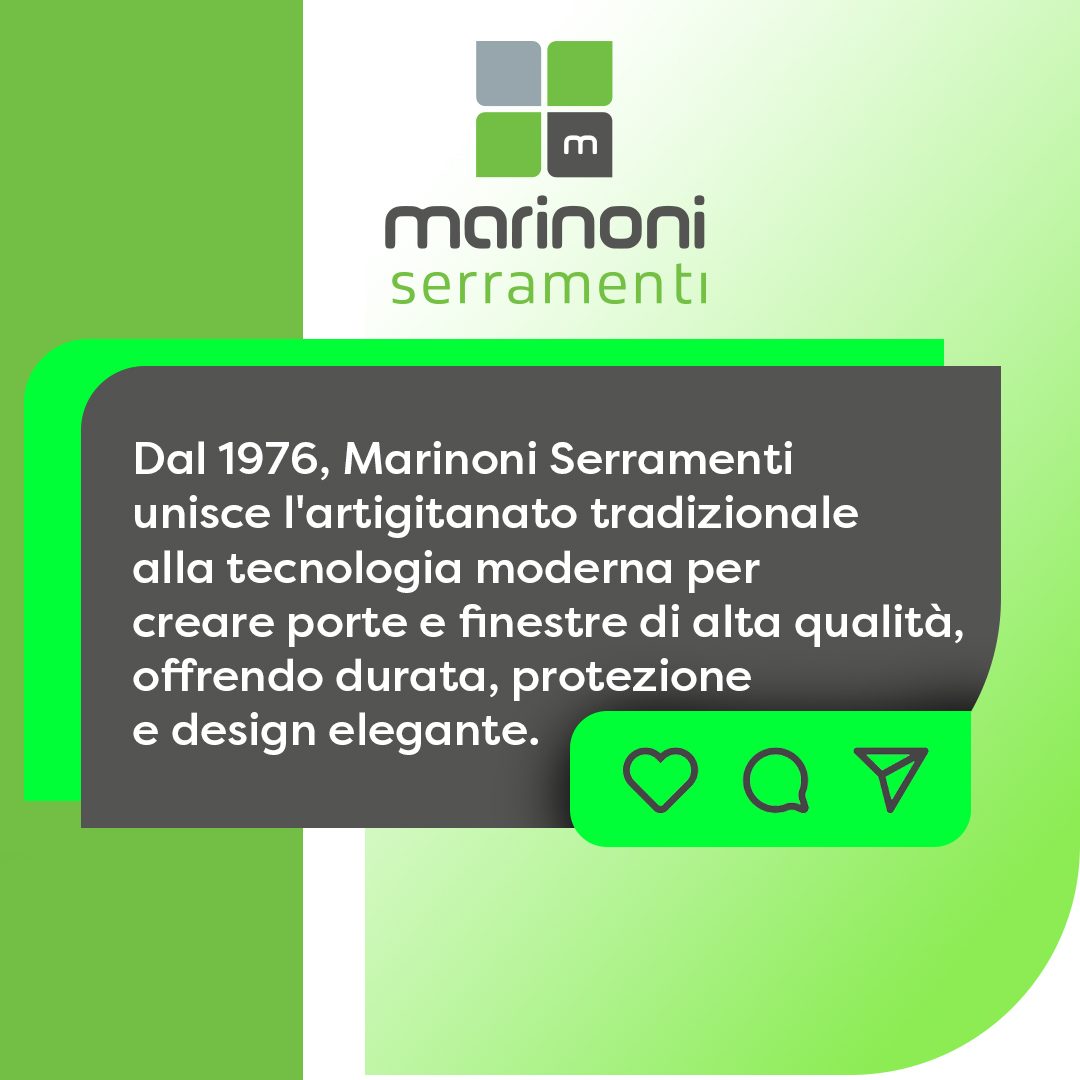 m
marinoni
serramenti
Dal 1976, Marinoni Serramenti
unisce l'artigitanato tradizionale
alla tecnologia moderna per
creare porte e finestre di alta qualità,
offrendo durata, protezione
e design elegante.